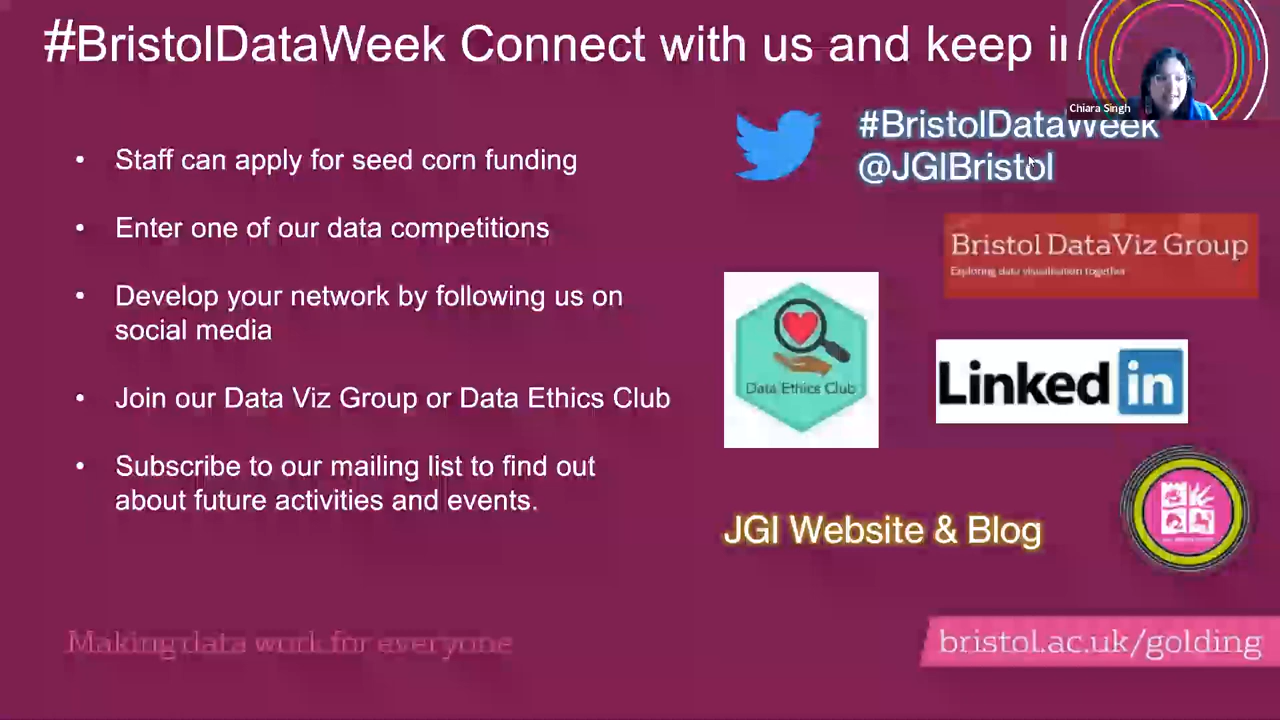 #BristolDataWeek Connect with us and keep in
Chiara Singh
#BristolDataWeek
@JGIBristol
• Staff can apply for seed corn funding
• Enter one of our data competitions
• Develop your network by following us on
social media
• Join our Data Viz Group or Data Ethics Club
• Subscribe to our mailing list to find out
about future activities and events.
Bristol DataViz Group
Exploring data visualisation together
Data Ethics Club
Linked in
JGI Website & Blog
Making data work for everyone
bristol.ac.uk/golding